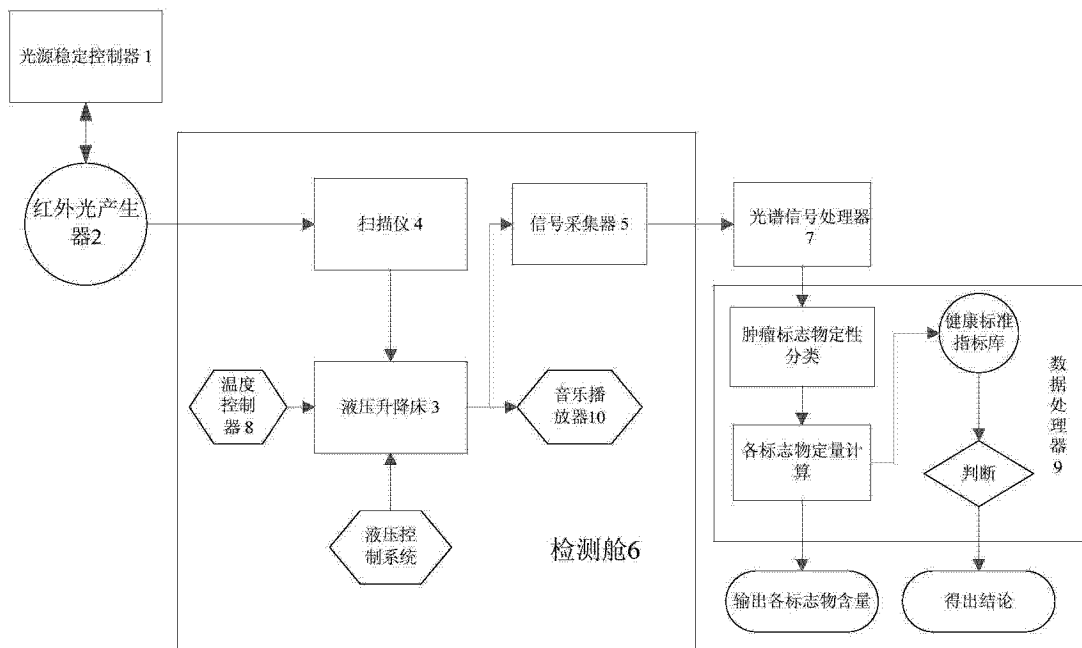 光源稳定控制器 1
红外光产生
器2
扫描仪 4
信号采集器 5
光谱信号处理器
7
肿瘤标志物定性
分类
健康标准
指标库
数据处理器9
温度
控制
器 8
液压升降床 3
音乐播
放器10
各标志物定量计
算
判断
液压控
制系统
检测舱6
输出各标志物含量
得出结论